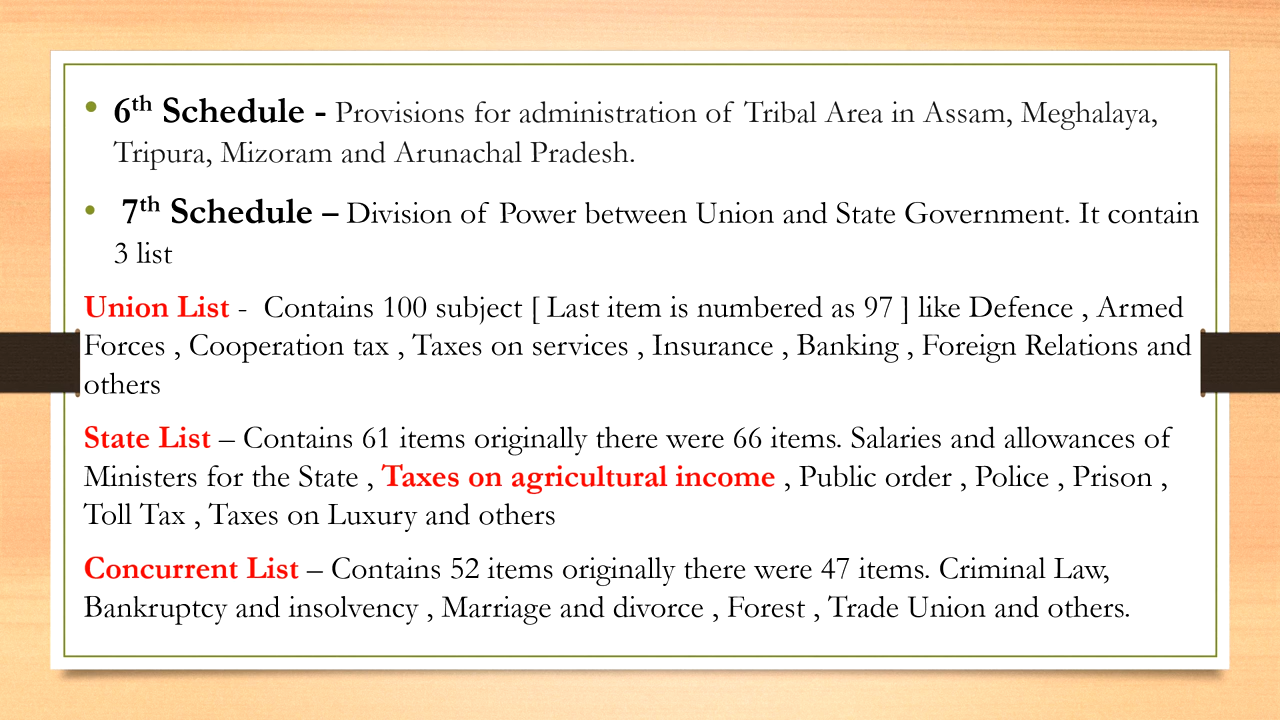 • 6th Schedule - Provisions for administration of Tribal Area in Assam, Meghalaya,
Tripura, Mizoram and Arunachal Pradesh.
• 7th Schedule – Division of Power between Union and State Government. It contain
3 list
Union List - Contains 100 subject [ Last item is numbered as 97 ] like Defence , Armed
Forces , Cooperation tax , Taxes on services , Insurance , Banking , Foreign Relations and
others
State List – Contains 61 items originally there were 66 items. Salaries and allowances of
Ministers for the State , Taxes on agricultural income , Public order , Police , Prison ,
Toll Tax , Taxes on Luxury and others
Concurrent List – Contains 52 items originally there were 47 items. Criminal Law,
Bankruptcy and insolvency , Marriage and divorce , Forest , Trade Union and others.